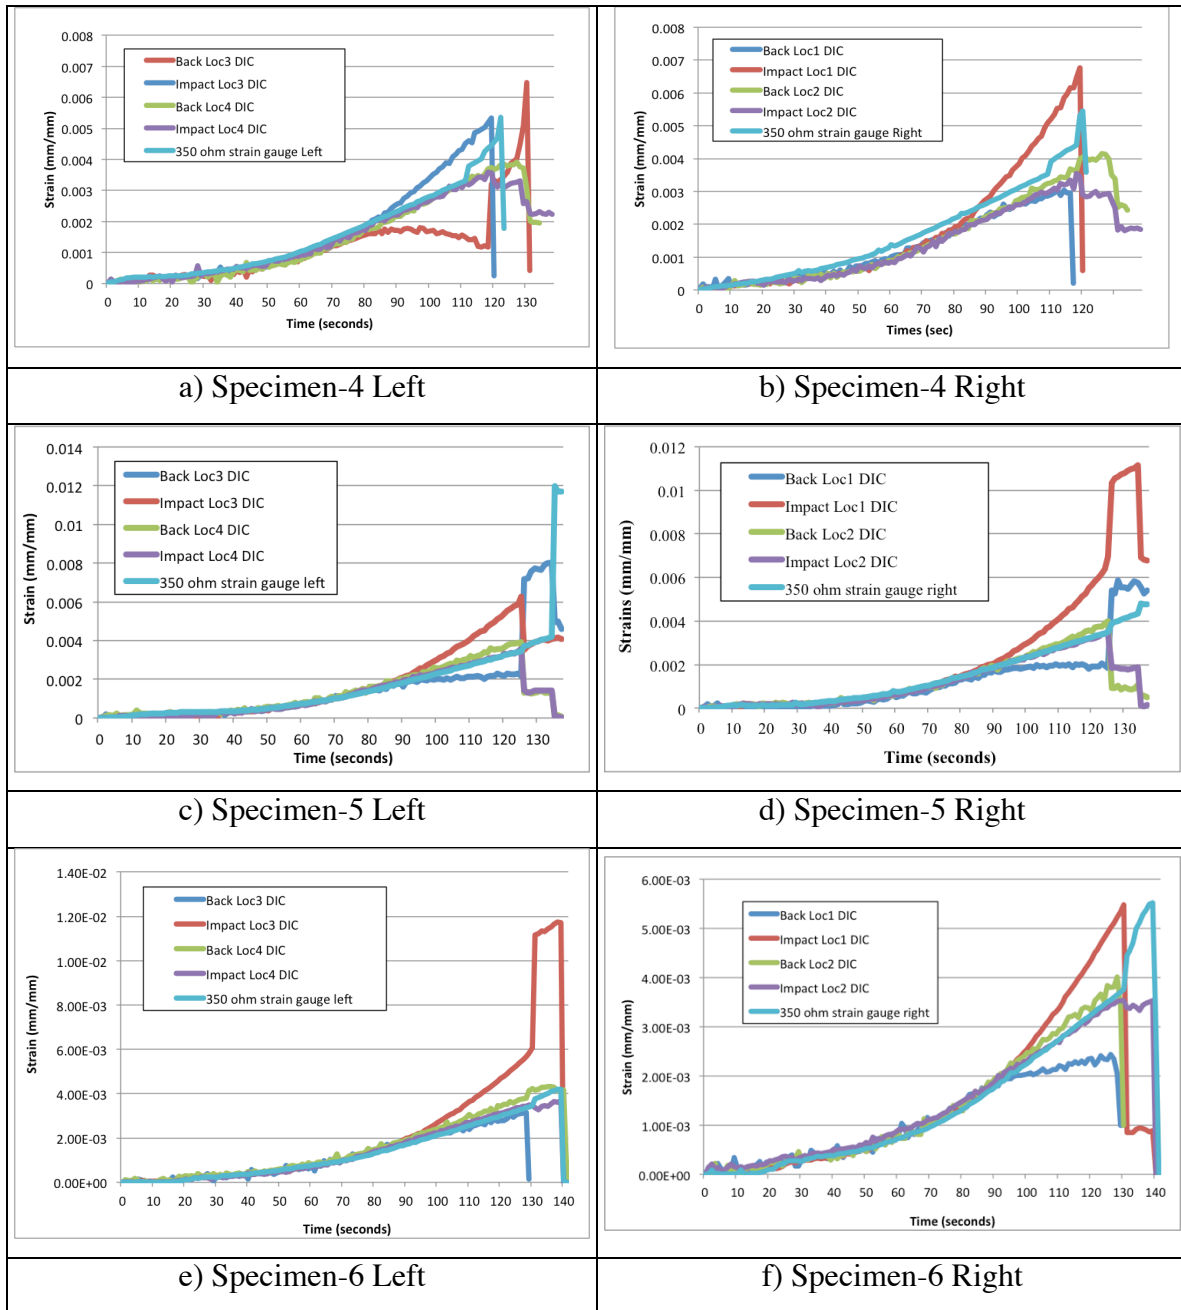 0.008
0.007
0.006
0.005
0.004
0.003
0.002
0.001
0
Strain (mm/mm)
Back Loc3 DIC
Impact Loc3 DIC
Back Loc4 DIC
Impact Loc4 DIC
350 ohm strain gauge Left
0 10 20 30 40 50 60 70 80 90 100 110 120 130
Time (seconds)
0.008
0.007
0.006
0.005
0.004
0.003
0.002
0.001
0
Strain (mm/mm)
Back Loc1 DIC
Impact Loc1 DIC
Back Loc2 DIC
Impact Loc2 DIC
350 ohm strain gauge Right
0 10 20 30 40 50 60 70 80 90 100 110 120
Times (sec)
a) Specimen-4 Left
b) Specimen-4 Right
0.014
0.012
0.01
0.008
0.006
0.004
0.002
0
Strain (mm/mm)
Back Loc3 DIC
Impact Loc3 DIC
Back Loc4 DIC
Impact Loc4 DIC
350 ohm strain gauge left
0 10 20 30 40 50 60 70 80 90 100 110 120 130
Time (seconds)
0.012
0.01
0.008
0.006
0.004
0.002
0
Strains (mm/mm)
Back Loc1 DIC
Impact Loc1 DIC
Back Loc2 DIC
Impact Loc2 DIC
350 ohm strain gauge right
0 10 20 30 40 50 60 70 80 90 100 110 120 130
Time (seconds)
c) Specimen-5 Left
d) Specimen-5 Right
1.40E-02
1.20E-02
1.00E-02
8.00E-03
6.00E-03
4.00E-03
2.00E-03
0.00E+00
Strain (mm/mm)
Back Loc3 DIC
Impact Loc3 DIC
Back Loc4 DIC
Impact Loc4 DIC
350 ohm strain gauge left
0 10 20 30 40 50 60 70 80 90 100 110 120 130 140
Time (seconds)
6.00E-03
5.00E-03
4.00E-03
3.00E-03
2.00E-03
1.00E-03
0.00E+00
Strain (mm/mm)
Back Loc1 DIC
Impact Loc1 DIC
Back Loc2 DIC
Impact Loc2 DIC
350 ohm strain gauge right
0 10 20 30 40 50 60 70 80 90 100 110 120 130 140
Time (seconds)
e) Specimen-6 Left
f) Specimen-6 Right